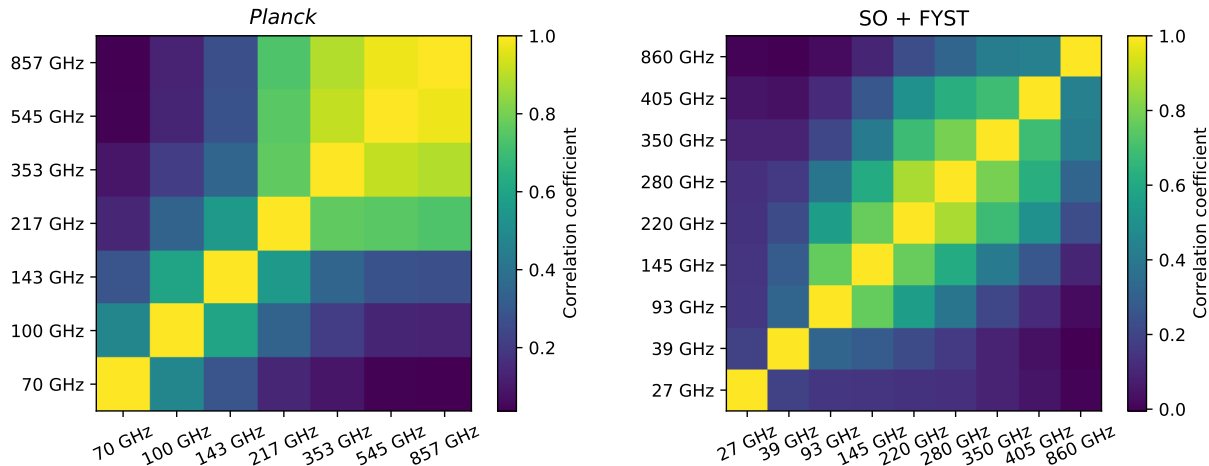 Planck
857 GHz
545 GHz
353 GHz
217 GHz
143 GHz
100 GHz
70 GHz
70 GHz
100 GHz
143 GHz
217 GHz
353 GHz
545 GHz
857 GHz
1.0
0.8
0.6
0.4
0.2
Correlation coefficient
SO + FYST
860 GHz
405 GHz
350 GHz
280 GHz
220 GHz
145 GHz
93 GHz
39 GHz
27 GHz
27 GHz
39 GHz
93 GHz
145 GHz
220 GHz
280 GHz
350 GHz
405 GHz
860 GHz
1.0
0.8
0.6
0.4
0.2
0.0
Correlation coefficient